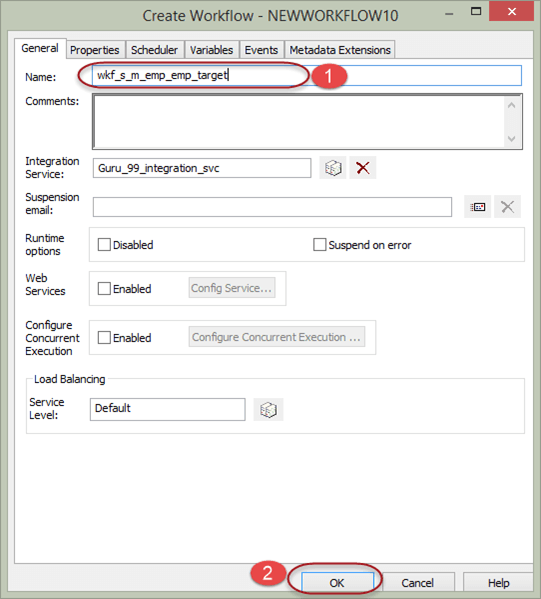 Create Workflow - NEWWORKFLOW10
General Properties Scheduler Variables Events Metadata Extensions
Name: wkf_s_m_emp_emp_target 1
Comments:
Integration
Service: Guru_99_integration_svc
Suspension
email:
Runtime
options Disabled Suspend on error
Web
Services Enabled Config Service...
Configure
Concurrent
Execution Enabled Configure Concurrent Execution ...
Load Balancing
Service
Level: Default
2 OK Cancel Help